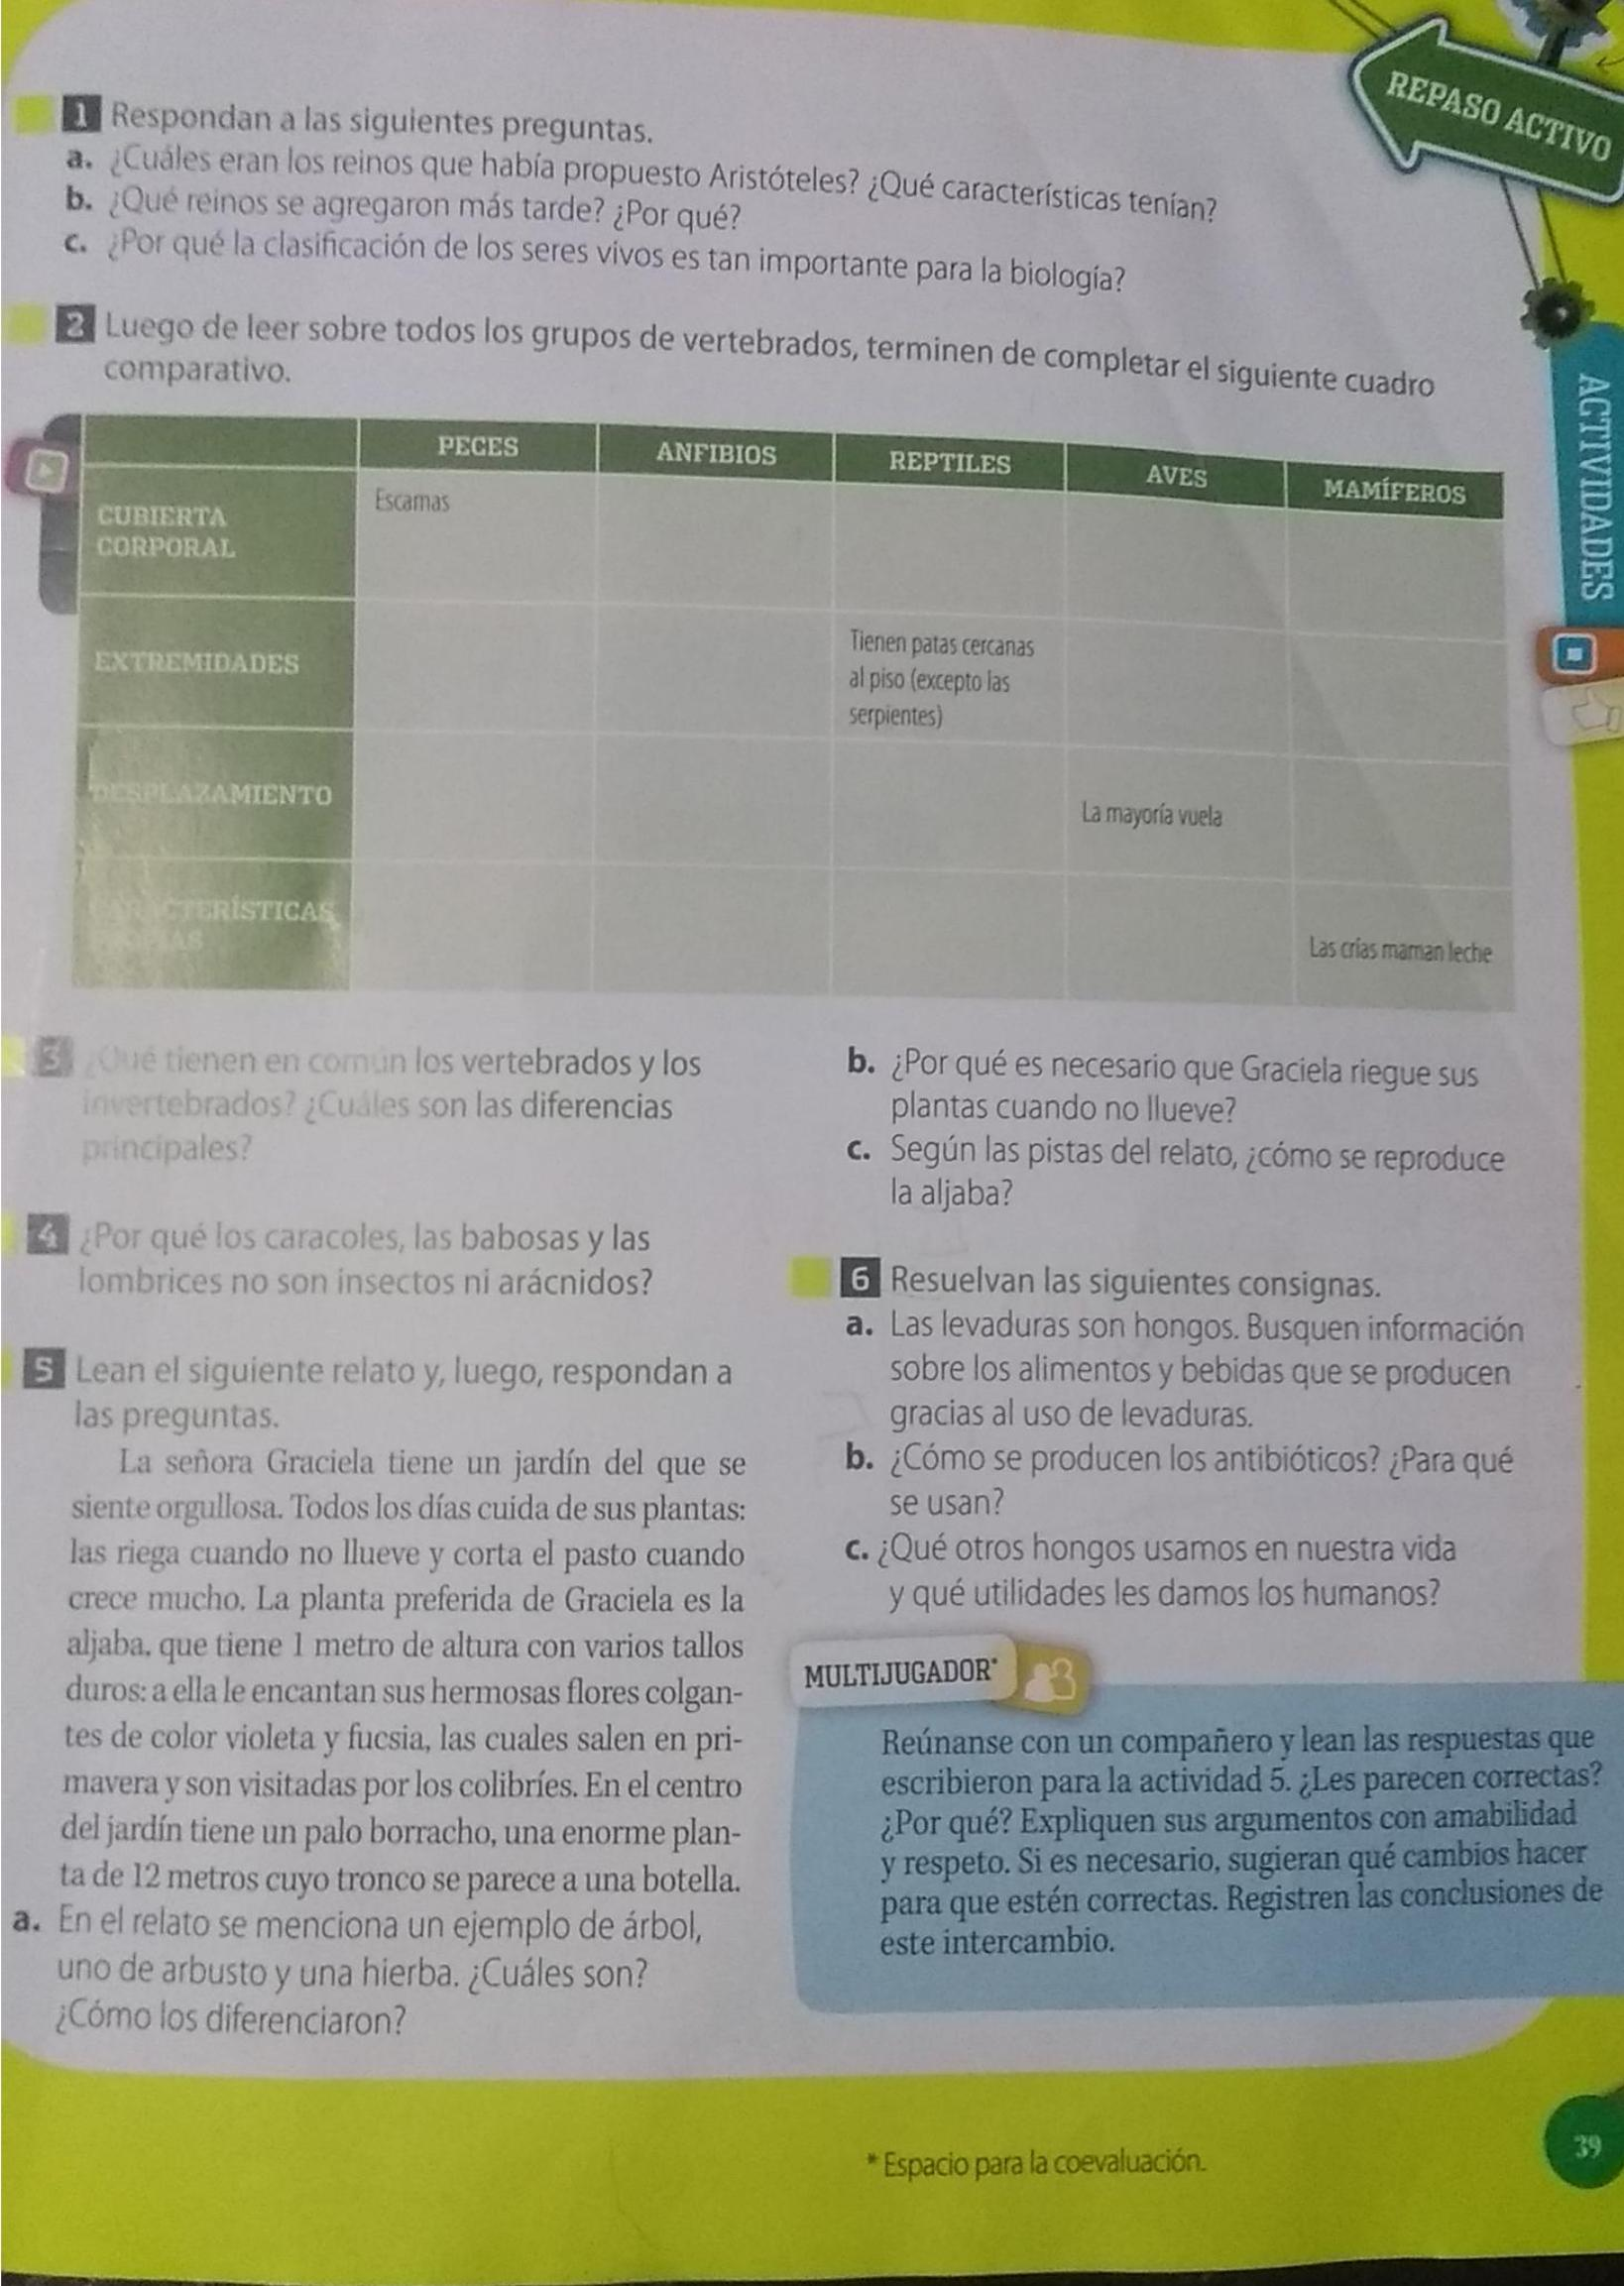 REPASO ACTIVO
1 Respondan a las siguientes preguntas.
a. ¿Cuáles eran los reinos que había propuesto Aristóteles? ¿Qué características tenían?
b. ¿Qué reinos se agregaron más tarde? ¿Por qué?
c. ¿Por qué la clasificación de los seres vivos es tan importante para la biología?
2 Luego de leer sobre todos los grupos de vertebrados, terminen de completar el siguiente cuadro
comparativo.
ACTIVIDADES
PECES ANFIBIOS REPTILES AVES MAMÍFEROS
CUBIERTA
CORPORAL
Escamas
EXTREMIDADES
Tienen patas cercanas
al piso (excepto las
serpientes)
DESPLAZAMIENTO
La mayoría vuela
CARACTERÍSTICAS
Las crías maman leche
3 ¿Qué tienen en común los vertebrados y los
invertebrados? ¿Cuáles son las diferencias
principales?
4 ¿Por qué los caracoles, las babosas y las
lombrices no son insectos ni arácnidos?
5 Lean el siguiente relato y, luego, respondan a
las preguntas.
La señora Graciela tiene un jardín del que se
siente orgullosa. Todos los días cuida de sus plantas:
las riega cuando no llueve y corta el pasto cuando
crece mucho. La planta preferida de Graciela es la
aljaba, que tiene 1 metro de altura con varios tallos
duros: a ella le encantan sus hermosas flores colgan-
tes de color violeta y fucsia, las cuales salen en pri-
mavera y son visitadas por los colibríes. En el centro
del jardín tiene un palo borracho, una enorme plan-
ta de 12 metros cuyo tronco se parece a una botella.
a. En el relato se menciona un ejemplo de árbol,
uno de arbusto y una hierba. ¿Cuáles son?
¿Cómo los diferenciaron?
b. ¿Por qué es necesario que Graciela riegue sus
plantas cuando no llueve?
c. Según las pistas del relato, ¿cómo se reproduce
la aljaba?
6 Resuelvan las siguientes consignas.
a. Las levaduras son hongos. Busquen información
sobre los alimentos y bebidas que se producen
gracias al uso de levaduras.
b. ¿Cómo se producen los antibióticos? ¿Para qué
se usan?
c. ¿Qué otros hongos usamos en nuestra vida
y qué utilidades les damos los humanos?
MULTIJUGADOR*
Reúnanse con un compañero y lean las respuestas que
escribieron para la actividad 5. ¿Les parecen correctas?
¿Por qué? Expliquen sus argumentos con amabilidad
y respeto. Si es necesario, sugieran qué cambios hacer
para que estén correctas. Registren las conclusiones de
este intercambio.
* Espacio para la coevaluación.
39